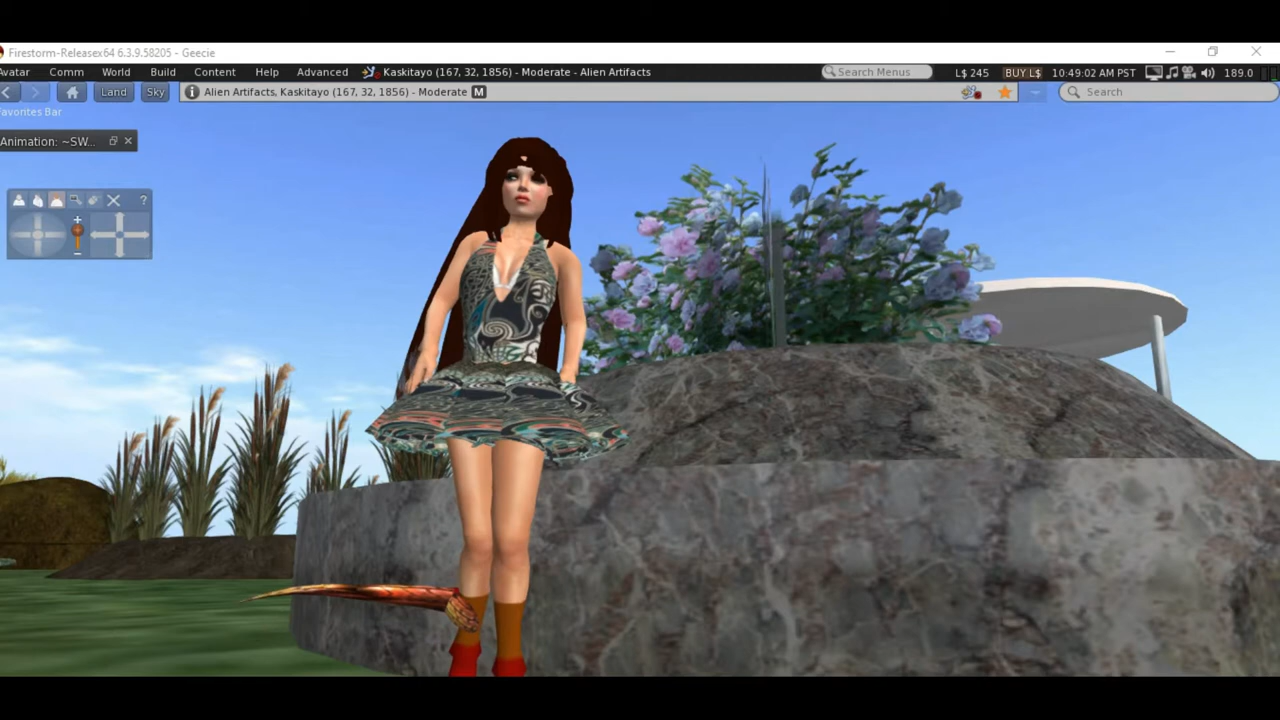 Firestorm-Releasex64 6.3.9.58205 - Geecie
Avatar Comm World Build Content Help Advanced Kaskitayo (167, 32, 1856) - Moderate - Alien Artifacts Search Menus L$ 245 BUY L$ 10:49:02 AM PST 189.0
Land Sky Alien Artifacts, Kaskitayo (167, 32, 1856) - Moderate M Search
Favorites Bar
Animation: ~SW...
?